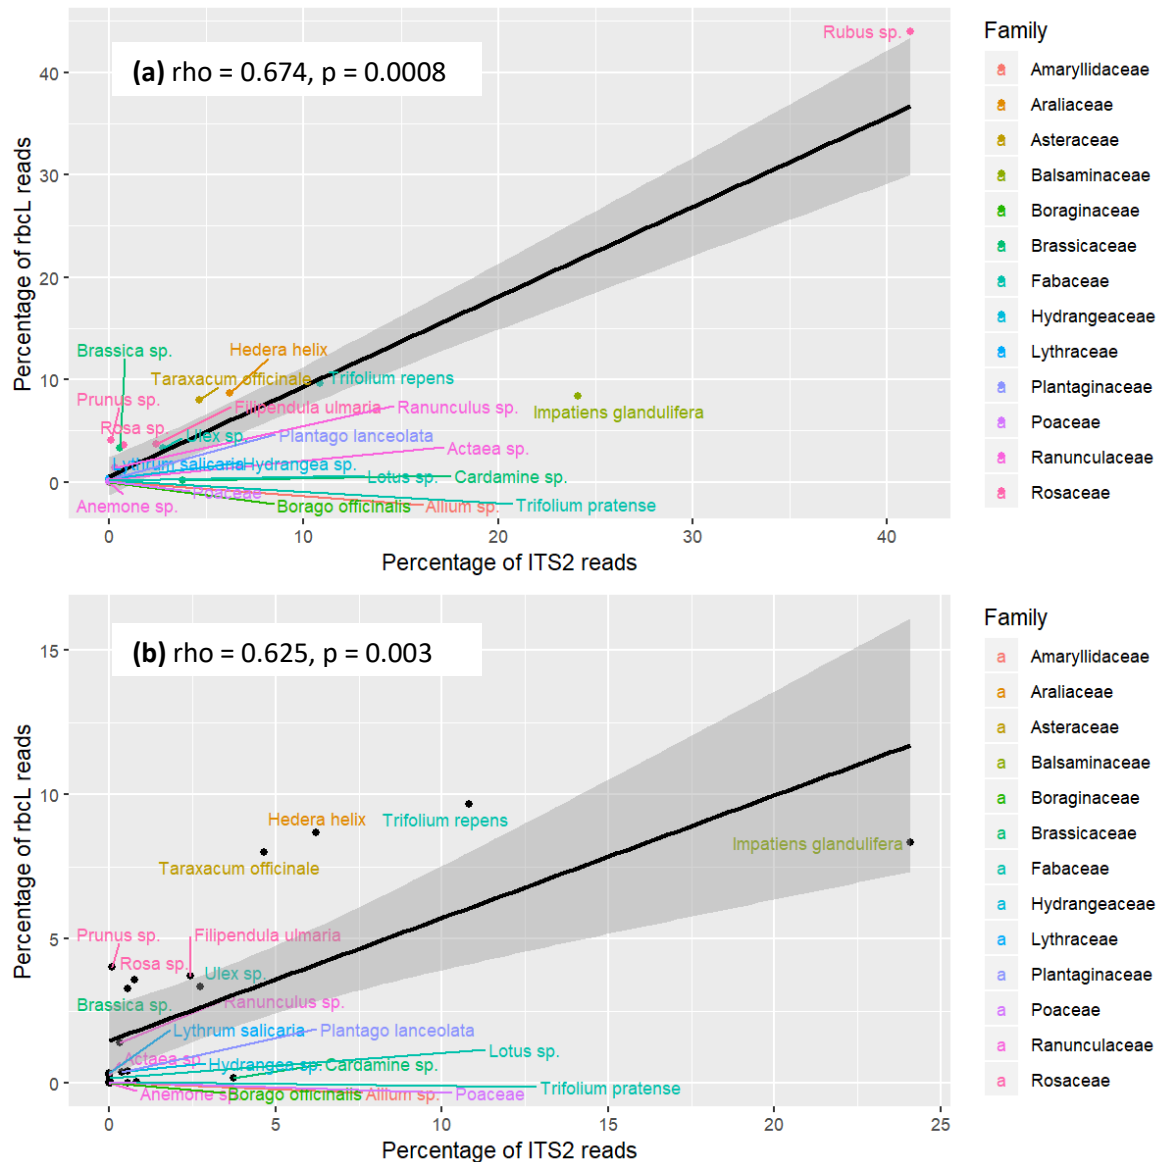 (a) rho = 0.674, p = 0.0008
Percentage of rbcL reads
40
30
20
10
0
Rubus sp.
Brassica sp.
Hedera helix
Taraxacum officinale
Trifolium repens
Prunus sp.
Filipendula ulmaria
Ranunculus sp.
Impatiens glandulifera
Rosa sp.
Ulex sp.
Plantago lanceolata
Actaea sp.
Lythrum salicaria
Hydrangea sp.
Lotus sp.
Cardamine sp.
Poaceae
Anemone sp.
Borago officinalis
Allium sp.
Trifolium pratense
0
10
20
30
40
Percentage of ITS2 reads
Family
a Amaryllidaceae
a Araliaceae
a Asteraceae
a Balsaminaceae
a Boraginaceae
a Brassicaceae
a Fabaceae
a Hydrangeaceae
a Lythraceae
a Plantaginaceae
a Poaceae
a Ranunculaceae
a Rosaceae
(b) rho = 0.625, p = 0.003
Percentage of rbcL reads
15
10
5
0
Hedera helix
Trifolium repens
Impatiens glandulifera
Taraxacum officinale
Prunus sp.
Filipendula ulmaria
Rosa sp.
Ulex sp.
Brassica sp.
Ranunculus sp.
Lythrum salicaria
Plantago lanceolata
Lotus sp.
Actaea sp.
Hydrangea sp.
Cardamine sp.
Trifolium pratense
Anemone sp.
Borago officinalis
Allium sp.
Poaceae
0
5
10
15
20
25
Percentage of ITS2 reads
Family
a Amaryllidaceae
a Araliaceae
a Asteraceae
a Balsaminaceae
a Boraginaceae
a Brassicaceae
a Fabaceae
a Hydrangeaceae
a Lythraceae
a Plantaginaceae
a Poaceae
a Ranunculaceae
a Rosaceae